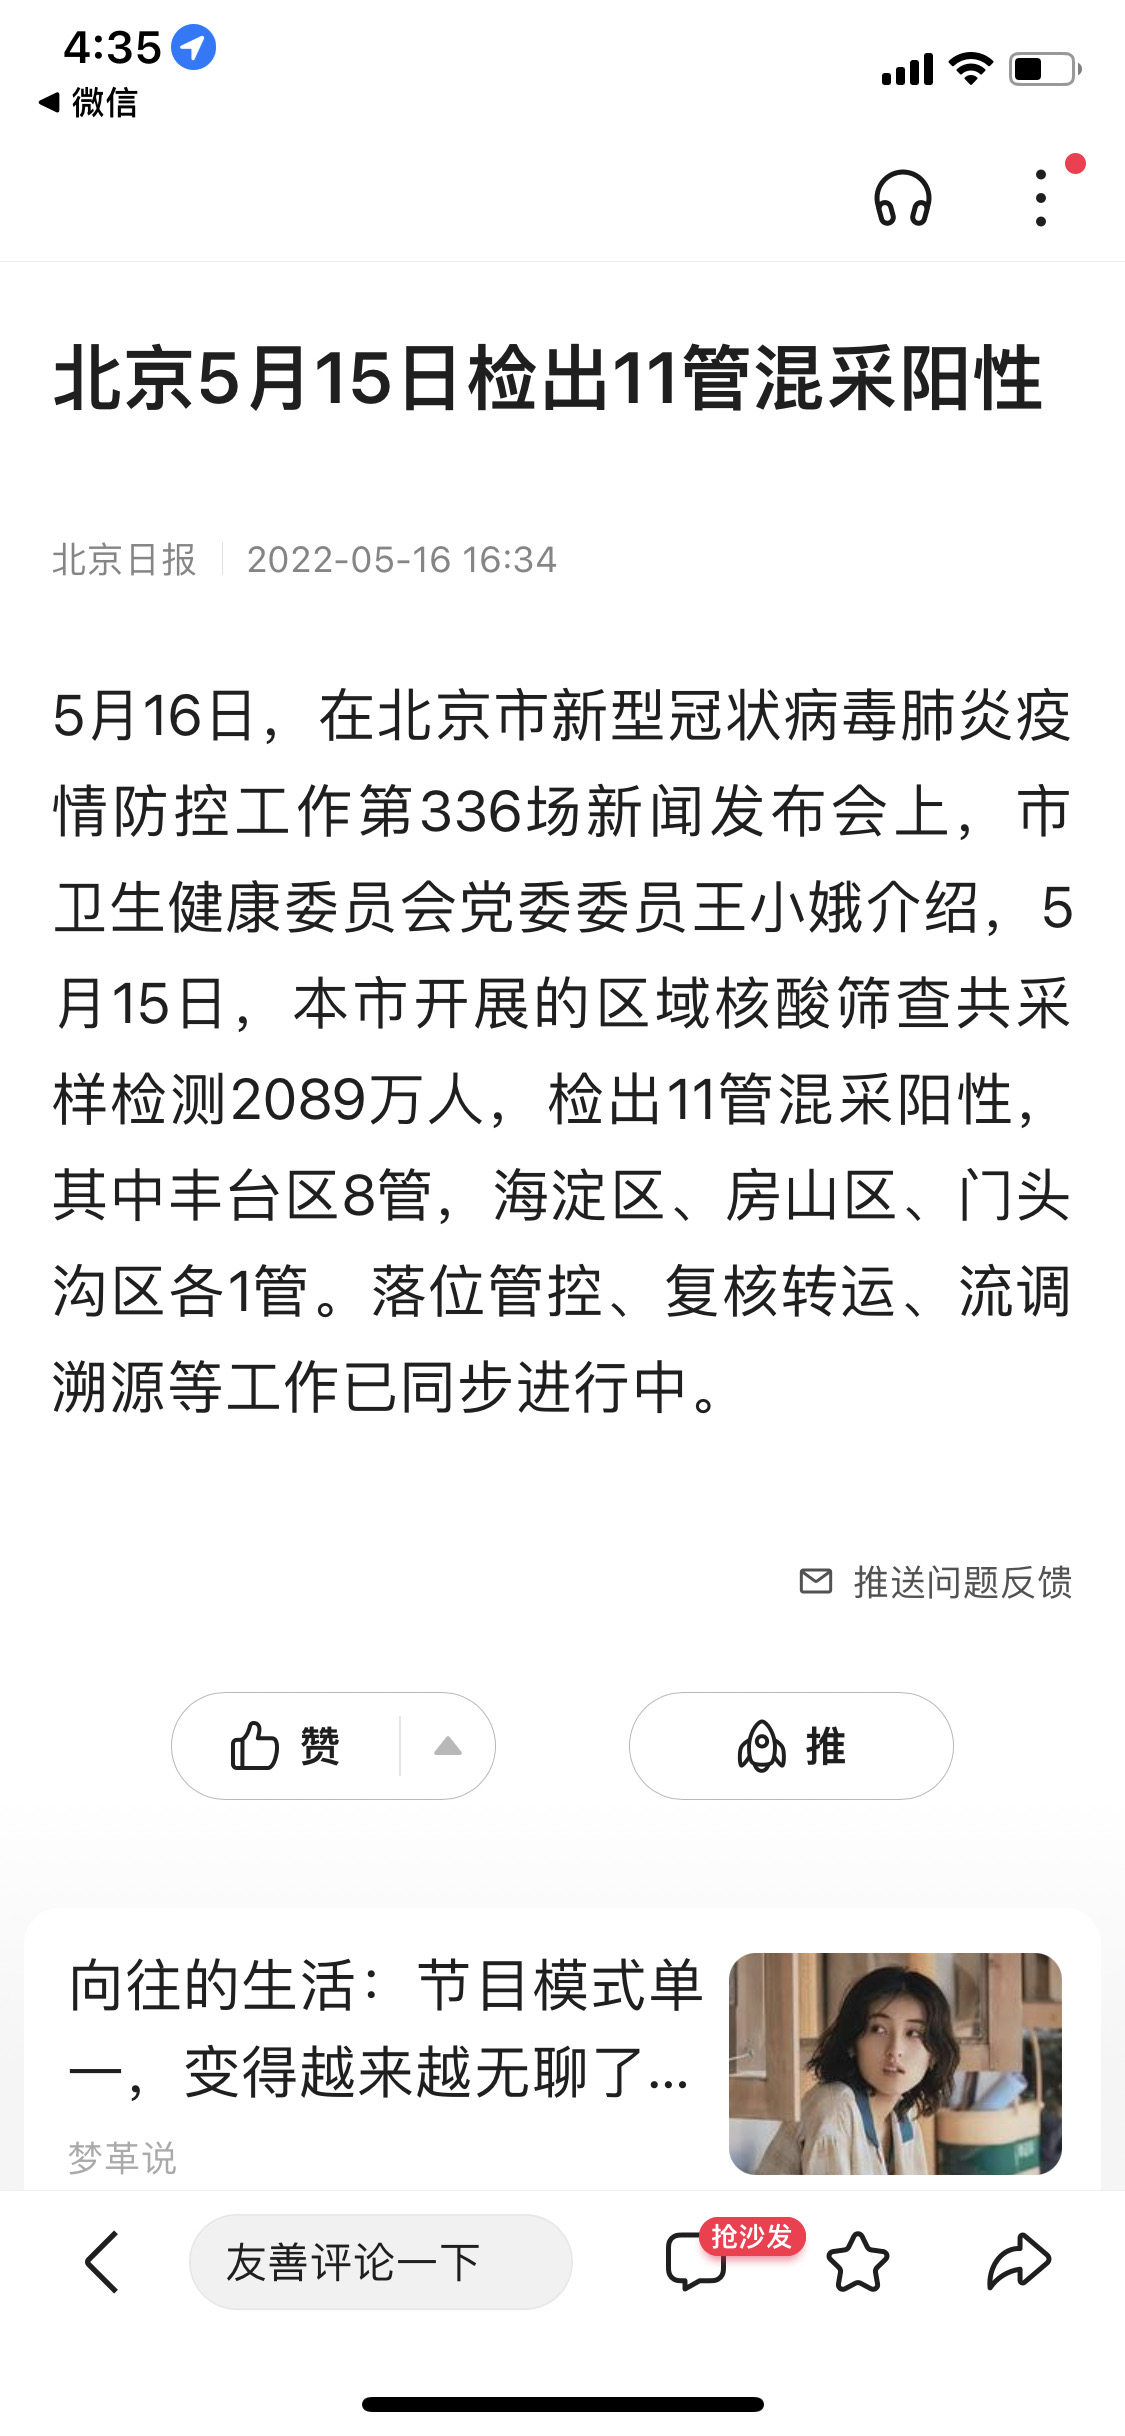 4:35
微信
北京5月15日检出11管混采阳性
北京日报 2022-05-16 16:34
5月16日，在北京市新型冠状病毒肺炎疫
情防控工作第336场新闻发布会上，市
卫生健康委员会党委委员王小娥介绍，5
月15日，本市开展的区域核酸筛查共采
样检测2089万人，检出11管混采阳性，
其中丰台区8管，海淀区、房山区、门头
沟区各1管。落位管控、复核转运、流调
溯源等工作已同步进行中。
推送问题反馈
赞 推
向往的生活：节目模式单
一，变得越来越无聊了...
梦革说
友善评论一下 抢沙发